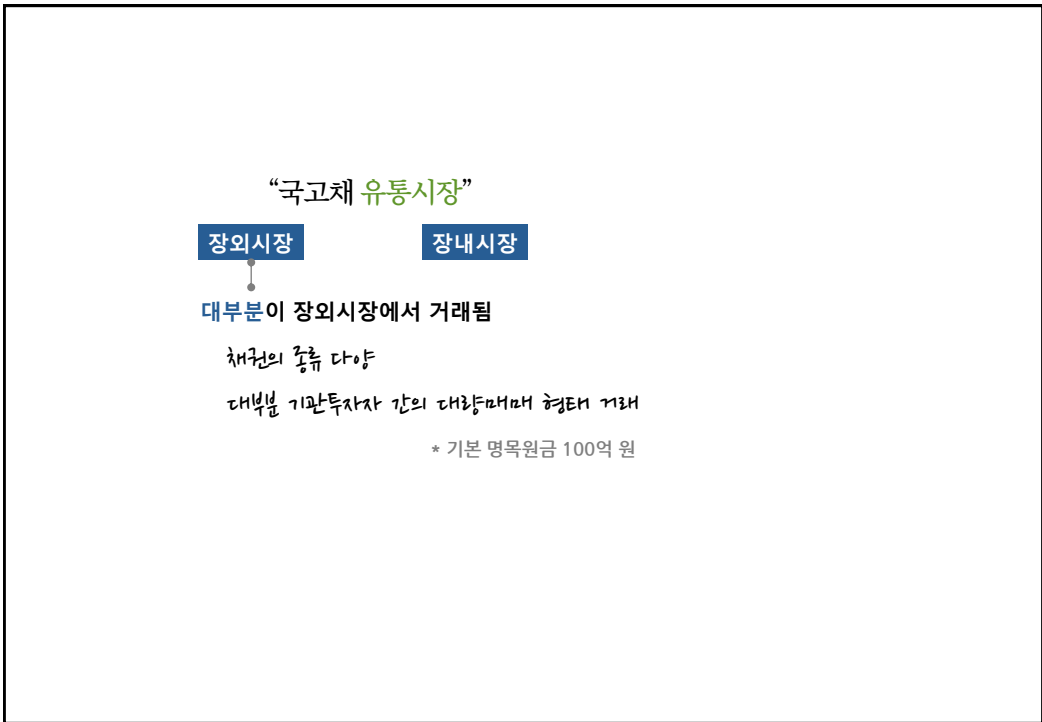 “국고채 유통시장”
장외시장 장내시장
대부분이 장외시장에서 거래됨
채권의 종류 다양
대부분 기관투자자 간의 대량매매 형태 거래
* 기본 명목원금 100억 원